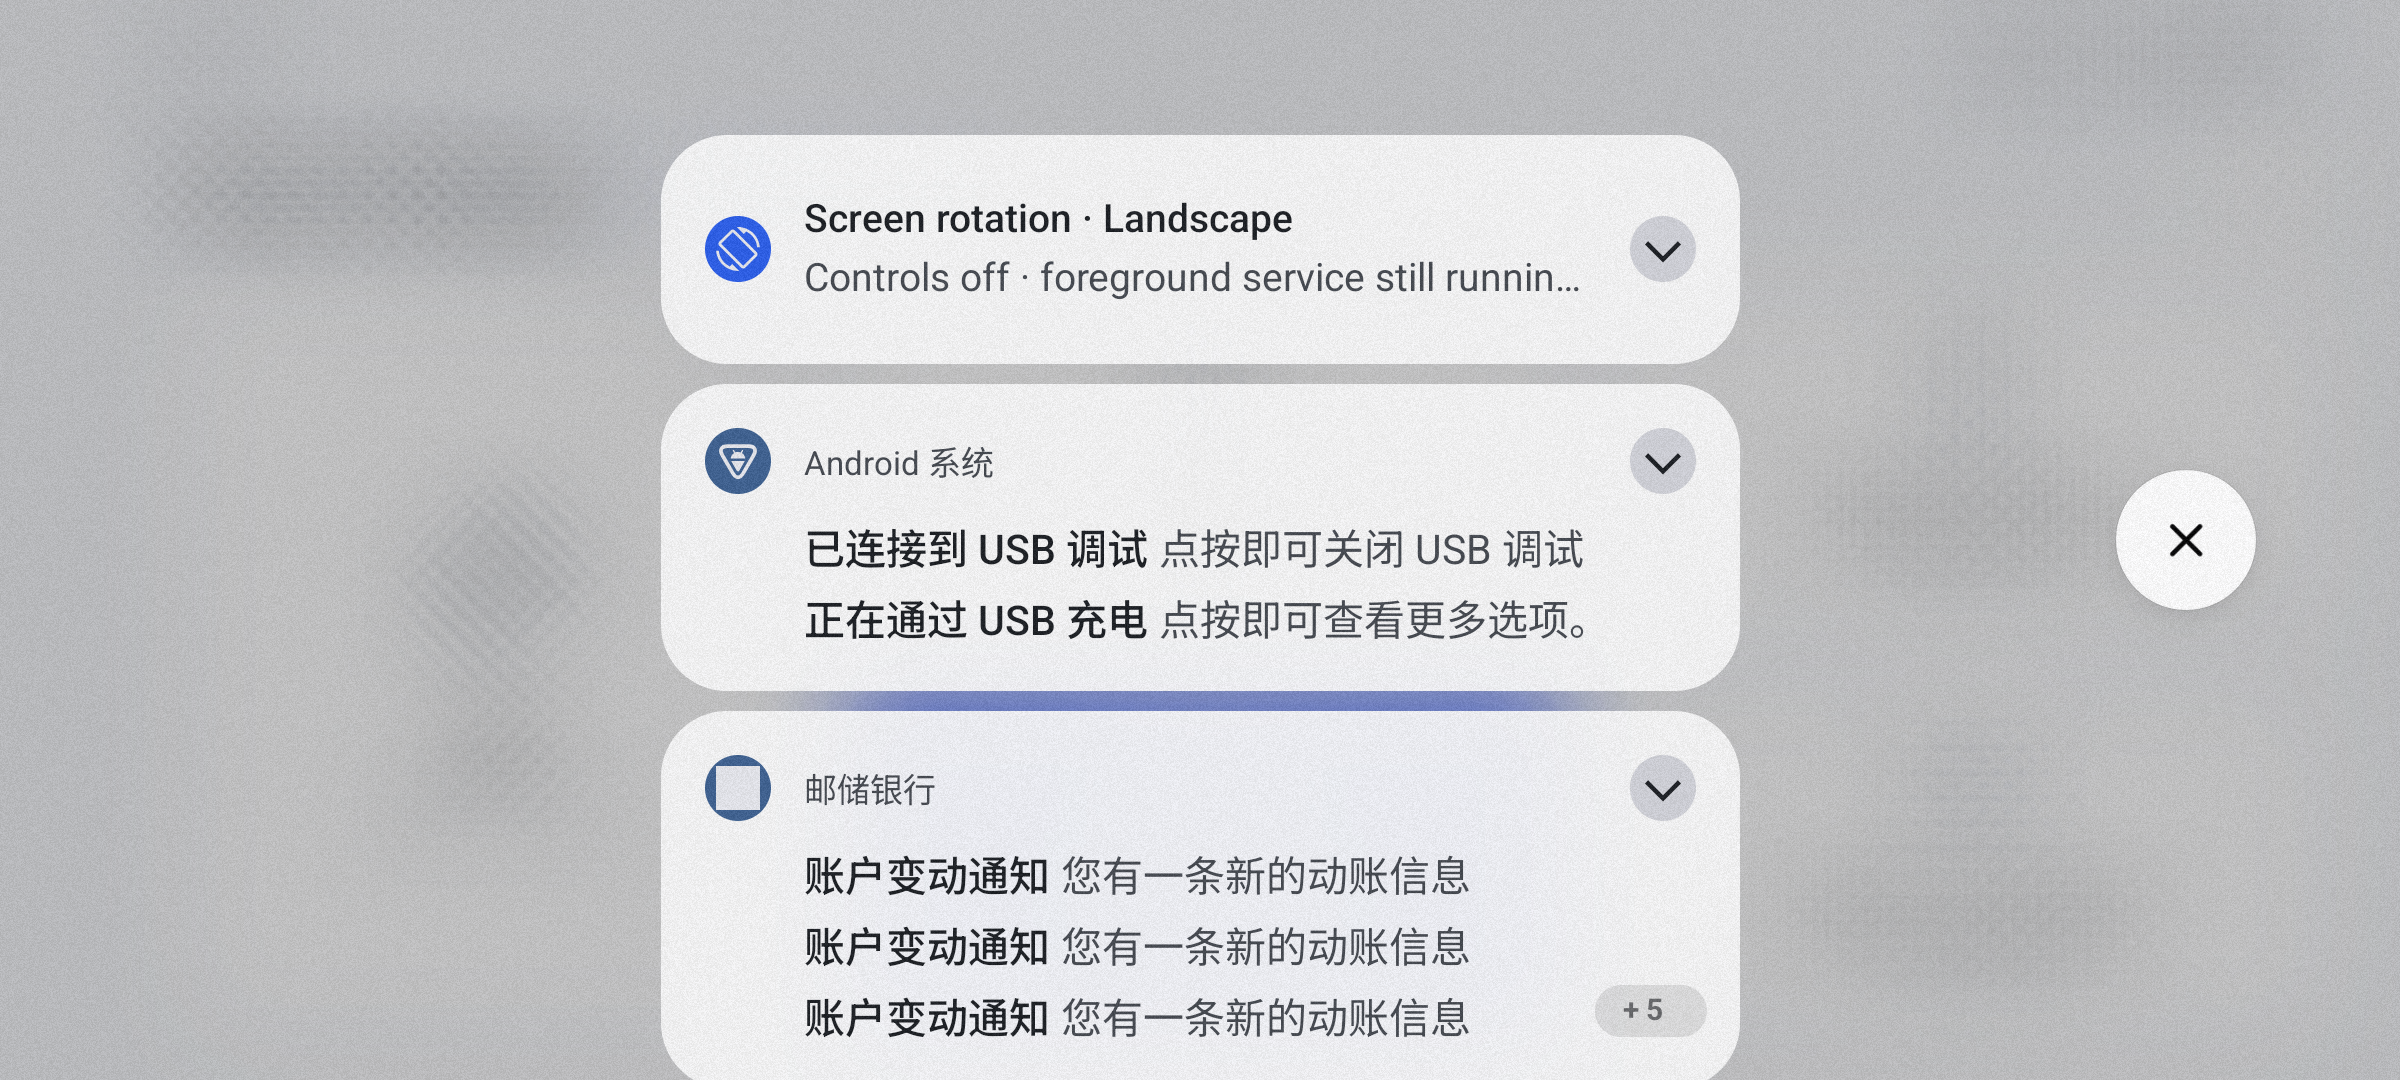 Screen rotation · Landscape
Controls off · foreground service still runnin…
Android 系统
已连接到 USB 调试 点按即可关闭 USB 调试
正在通过 USB 充电 点按即可查看更多选项。
邮储银行
账户变动通知 您有一条新的动账信息
账户变动通知 您有一条新的动账信息
账户变动通知 您有一条新的动账信息
+ 5